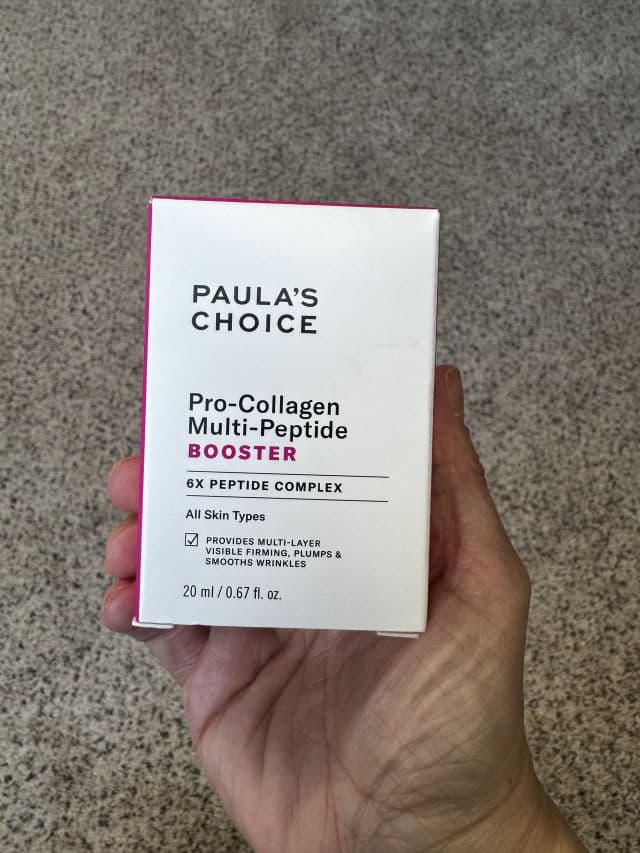 PAULA'S
CHOICE
Pro-Collagen
Multi-Peptide
BOOSTER
6X PEPTIDE COMPLEX
All Skin Types
PROVIDES MULTI-LAYER
VISIBLE FIRMING, PLUMPS &
SMOOTHS WRINKLES
20 ml / 0.67 fl. oz.